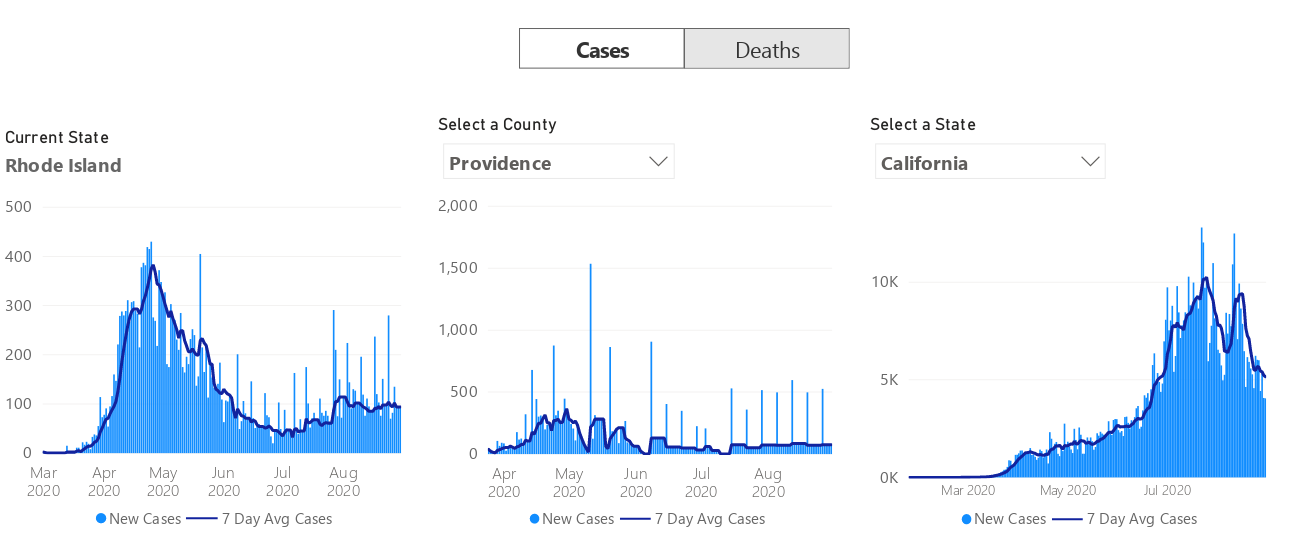 Cases Deaths
Current State
Rhode Island
Select a County
Providence
Select a State
California
500
400
300
200
100
0
Mar 2020 Apr 2020 May 2020 Jun 2020 Jul 2020 Aug 2020
New Cases 7 Day Avg Cases
2,000
1,500
1,000
500
0
Apr 2020 May 2020 Jun 2020 Jul 2020 Aug 2020
New Cases 7 Day Avg Cases
10K
5K
0K
Mar 2020 May 2020 Jul 2020
New Cases 7 Day Avg Cases